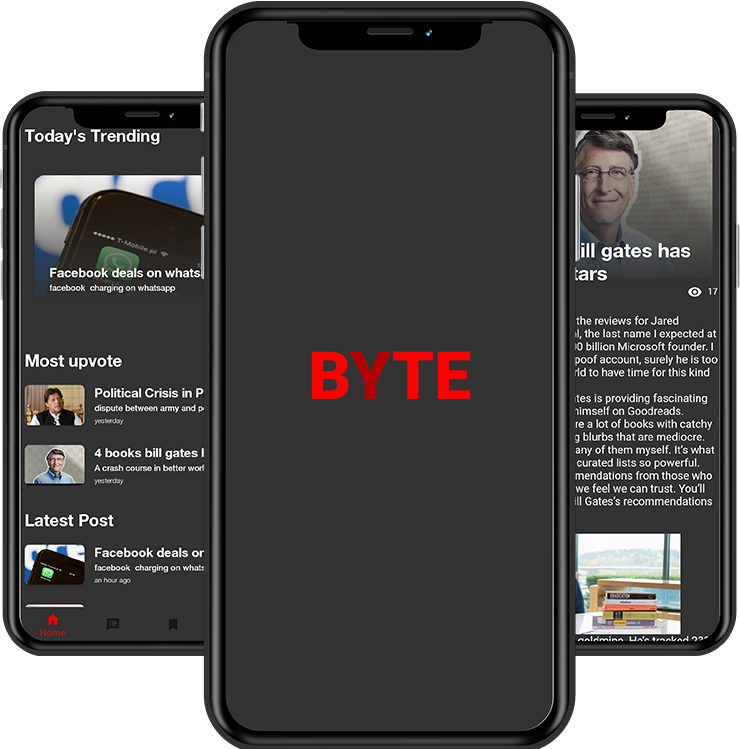 Today's Trending
T-Mobile.pl
Facebook deals on whats
facebook charging on whatsapp
Most upvote
Political Crisis in P
dispute between army and p
yesterday
4 books bill gates
A crash course in better worl
yesterday
Latest Post
Facebook deals on
facebook charging on whats
an hour ago
Home
BYTE
ill gates has
tars
17
the reviews for Jared
l, the last name I expected at
00 billion Microsoft founder. I
poof account, surely he is too
rld to have time for this kind
tes is providing fascinating
himself on Goodreads.
re a lot of books with catchy
g blurbs that are mediocre.
any of them myself. It's what
curated lists so powerful.
mendations from those who
we feel we can trust. You'll
ill Gates's recommendations
ERADICATION
goldmine. He's tracked